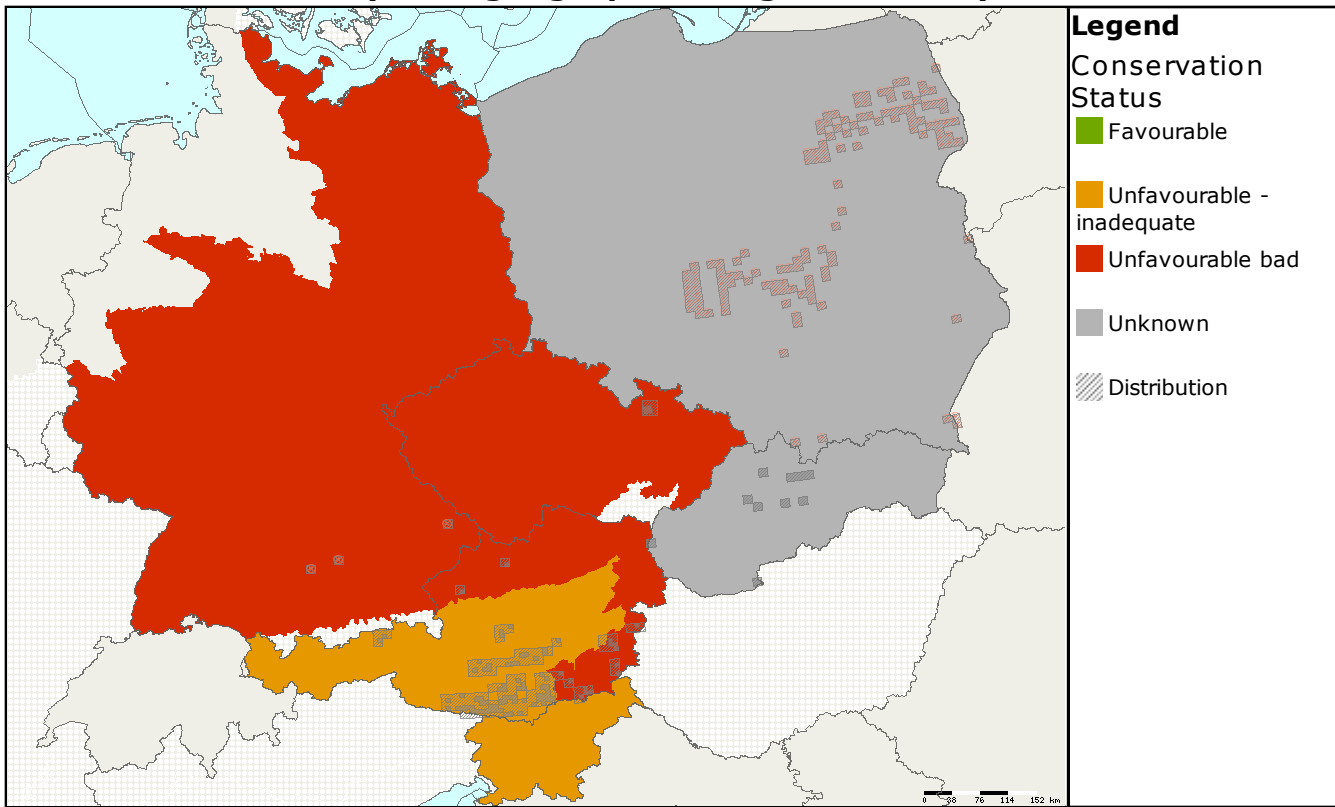 Legend
Conservation
Status
Favourable
Unfavourable -
inadequate
Unfavourable bad
Unknown
Distribution
0 38 76 114 152 km